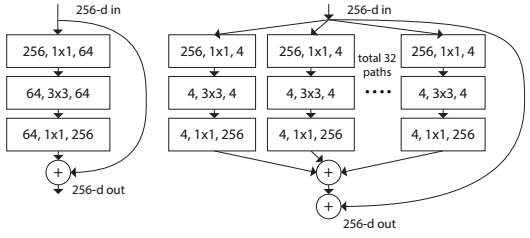 256-d in
256, 1x1, 64
64, 3x3, 64
64, 1x1, 256
+
256-d out
256-d in
256, 1x1, 4
256, 1x1, 4
total 32
paths
256, 1x1, 4
4, 3x3, 4
4, 3x3, 4
....
4, 3x3, 4
4, 1x1, 256
4, 1x1, 256
4, 1x1, 256
+
+
256-d out